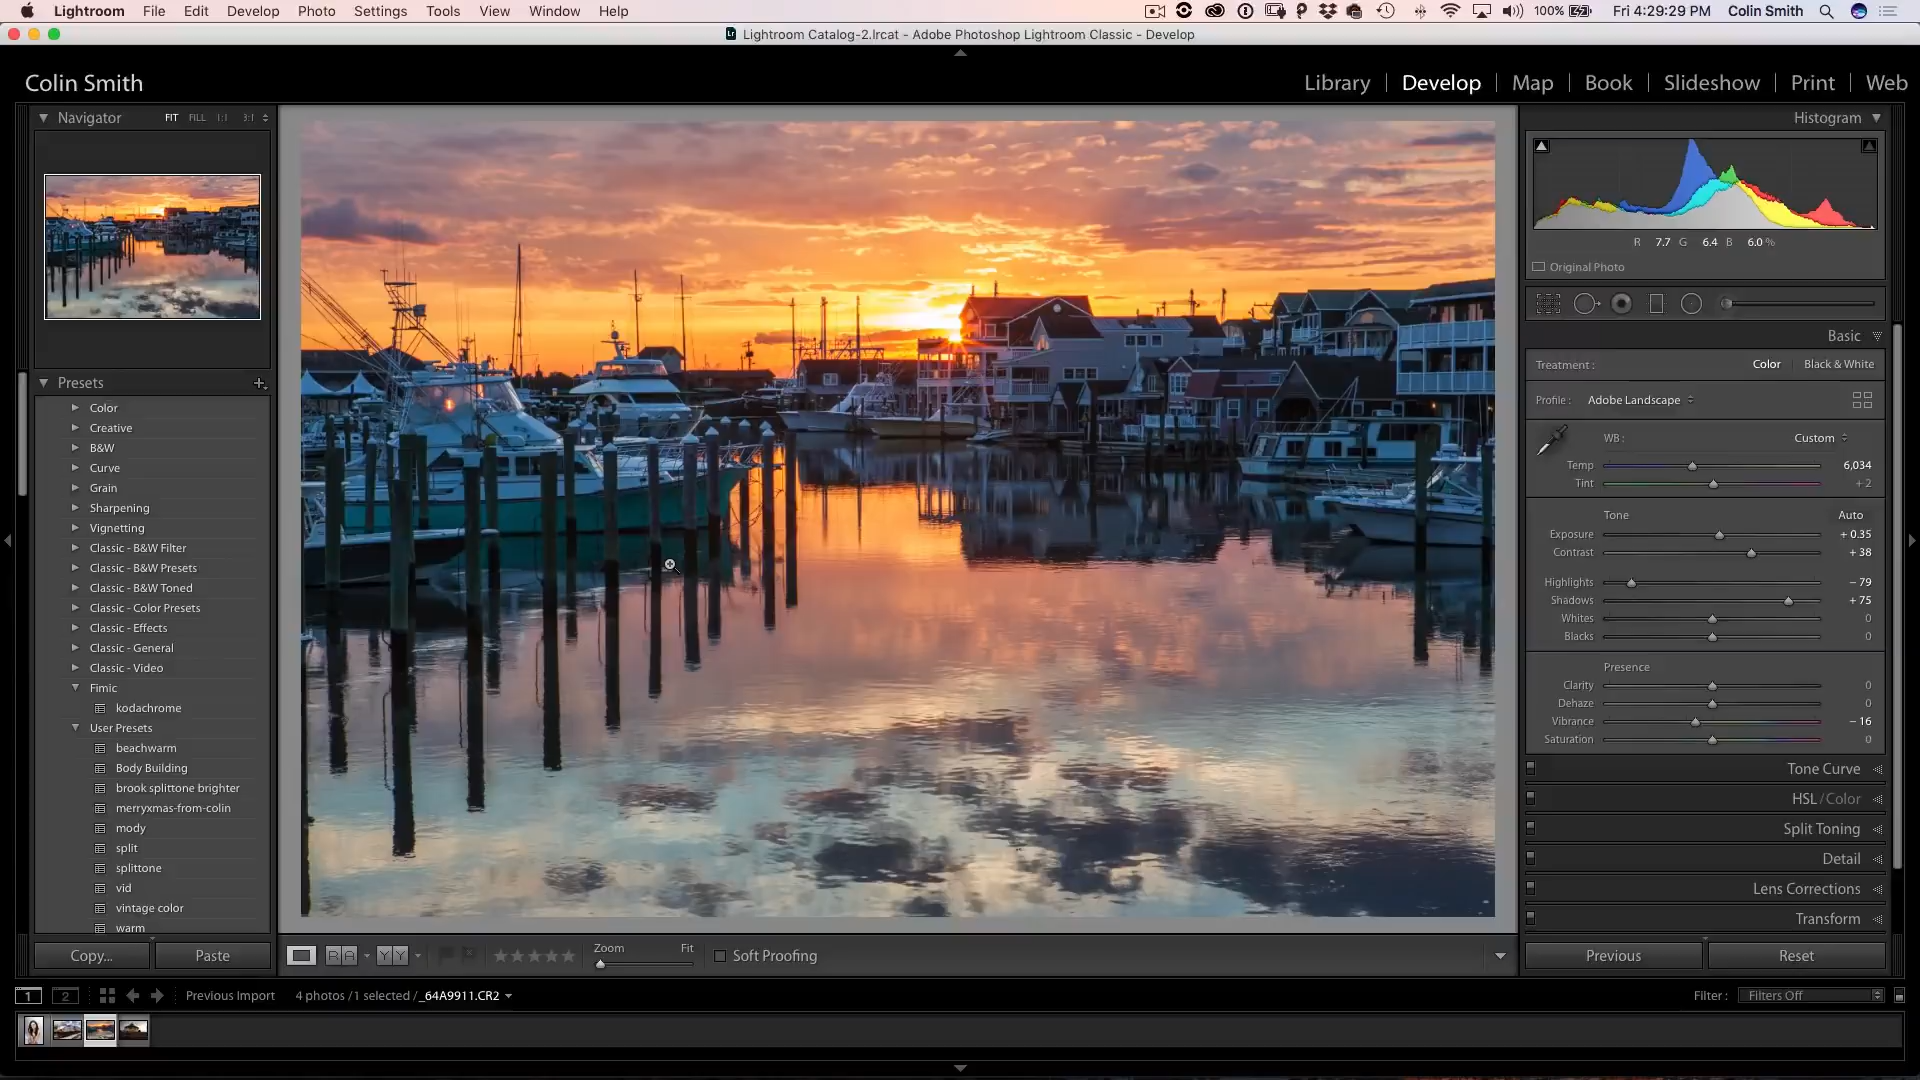 Lightroom File Edit Develop Photo Settings Tools View Window Help 100% Fri 4:29:29 PM Colin Smith
Lightroom Catalog-2.lrcat - Adobe Photoshop Lightroom Classic - Develop
Colin Smith
Library Develop Map Book Slideshow Print Web
Navigator FIT FILL 1:1 3:1
Presets
Color
Creative
B&W
Curve
Grain
Sharpening
Vignetting
Classic - B&W Filter
Classic - B&W Presets
Classic - B&W Toned
Classic - Color Presets
Classic - Effects
Classic - General
Classic - Video
Fimic
kodachrome
User Presets
beachwarm
Body Building
brook splittone brighter
merryxmas-from-colin
mody
split
splittone
vid
vintage color
warm
Copy... Paste
Histogram
R 7.7 G 6.4 B 6.0 %
Original Photo
Basic
Treatment : Color Black & White
Profile : Adobe Landscape
WB : Custom
Temp 6,034
Tint + 2
Tone Auto
Exposure + 0.35
Contrast + 38
Highlights - 79
Shadows + 75
Whites 0
Blacks 0
Presence
Clarity 0
Dehaze 0
Vibrance - 16
Saturation 0
Tone Curve
HSL / Color
Split Toning
Detail
Lens Corrections
Transform
Previous Reset
R A Y Y Zoom Fit Soft Proofing
1 2 Previous Import 4 photos / 1 selected / _64A9911.CR2 Filter : Filters Off